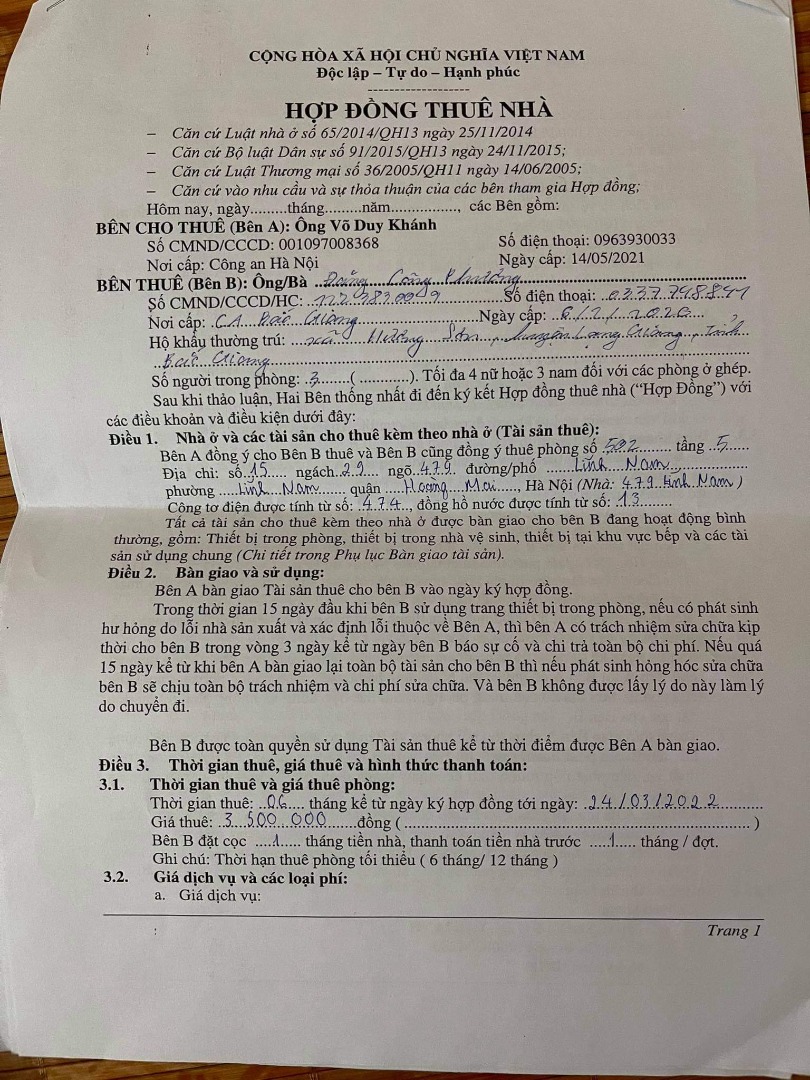 CỘNG HÒA XÃ HỘI CHỦ NGHĨA VIỆT NAM
Độc lập – Tự do – Hạnh phúc
HỢP ĐỒNG THUÊ NHÀ
– Căn cứ Luật nhà ở số 65/2014/QH13 ngày 25/11/2014
– Căn cứ Bộ luật Dân sự số 91/2015/QH13 ngày 24/11/2015;
– Căn cứ Luật Thương mại số 36/2005/QH11 ngày 14/06/2005;
– Căn cứ vào nhu cầu và sự thỏa thuận của các bên tham gia Hợp đồng;
Hôm nay, ngày.........tháng.........năm................, các Bên gồm:
BÊN CHO THUÊ (Bên A): Ông Võ Duy Khánh
Số CMND/CCCD: 001097008368 Số điện thoại: 0963930033
Nơi cấp: Công an Hà Nội Ngày cấp: 14/05/2021
BÊN THUÊ (Bên B): Ông/Bà Công
Số CMND/CCCD/HC: Số điện thoại:
Nơi cấp: CA Bắc Giang Ngày cấp: 6/2/2020
Hộ khẩu thường trú: xã Hương Sơn, huyện Lạng Giang, tỉnh
Bắc Giang
Số người trong phòng: 3 (............). Tối đa 4 nữ hoặc 3 nam đối với các phòng ở ghép.
Sau khi thảo luận, Hai Bên thống nhất đi đến ký kết Hợp đồng thuê nhà (“Hợp Đồng”) với
các điều khoản và điều kiện dưới đây:
Điều 1. Nhà ở và các tài sản cho thuê kèm theo nhà ở (Tài sản thuê):
Bên A đồng ý cho Bên B thuê và Bên B cũng đồng ý thuê phòng số 502 tầng 5
Địa chỉ: số 15 ngách 29 ngõ 479 đường/phố Lĩnh Nam
phường Lĩnh Nam quận Hoàng Mai, Hà Nội (Nhà: 479 Lĩnh Nam)
Công tơ điện được tính từ số: 474, đồng hồ nước được tính từ số: 13
Tất cả tài sản cho thuê kèm theo nhà ở được bàn giao cho bên B đang hoạt động bình
thường, gồm: Thiết bị trong phòng, thiết bị trong nhà vệ sinh, thiết bị tại khu vực bếp và các tài
sản sử dụng chung (Chi tiết trong Phụ lục Bàn giao tài sản).
Điều 2. Bàn giao và sử dụng:
Bên A bàn giao Tài sản thuê cho bên B vào ngày ký hợp đồng.
Trong thời gian 15 ngày đầu khi bên B sử dụng trang thiết bị trong phòng, nếu có phát sinh
hư hỏng do lỗi nhà sản xuất và xác định lỗi thuộc về Bên A, thì bên A có trách nhiệm sửa chữa kịp
thời cho bên B trong vòng 3 ngày kể từ ngày bên B báo sự cố và chi trả toàn bộ chi phí. Nếu quá
15 ngày kể từ khi bên A bàn giao lại toàn bộ tài sản cho bên B thì nếu phát sinh hỏng hóc sửa chữa
bên B sẽ chịu toàn bộ trách nhiệm và chi phí sửa chữa. Và bên B không được lấy lý do này làm lý
do chuyển đi.
Bên B được toàn quyền sử dụng Tài sản thuê kể từ thời điểm được Bên A bàn giao.
Điều 3. Thời gian thuê, giá thuê và hình thức thanh toán:
3.1. Thời gian thuê và giá thuê phòng:
Thời gian thuê: 06 tháng kể từ ngày ký hợp đồng tới ngày: 24/03/2022
Giá thuê: 3 500 000 đồng (..............................)
Bên B đặt cọc 1 tháng tiền nhà, thanh toán tiền nhà trước 1 tháng / đợt.
Ghi chú: Thời hạn thuê phòng tối thiểu ( 6 tháng/ 12 tháng )
3.2. Giá dịch vụ và các loại phí:
a. Giá dịch vụ:
Trang 1